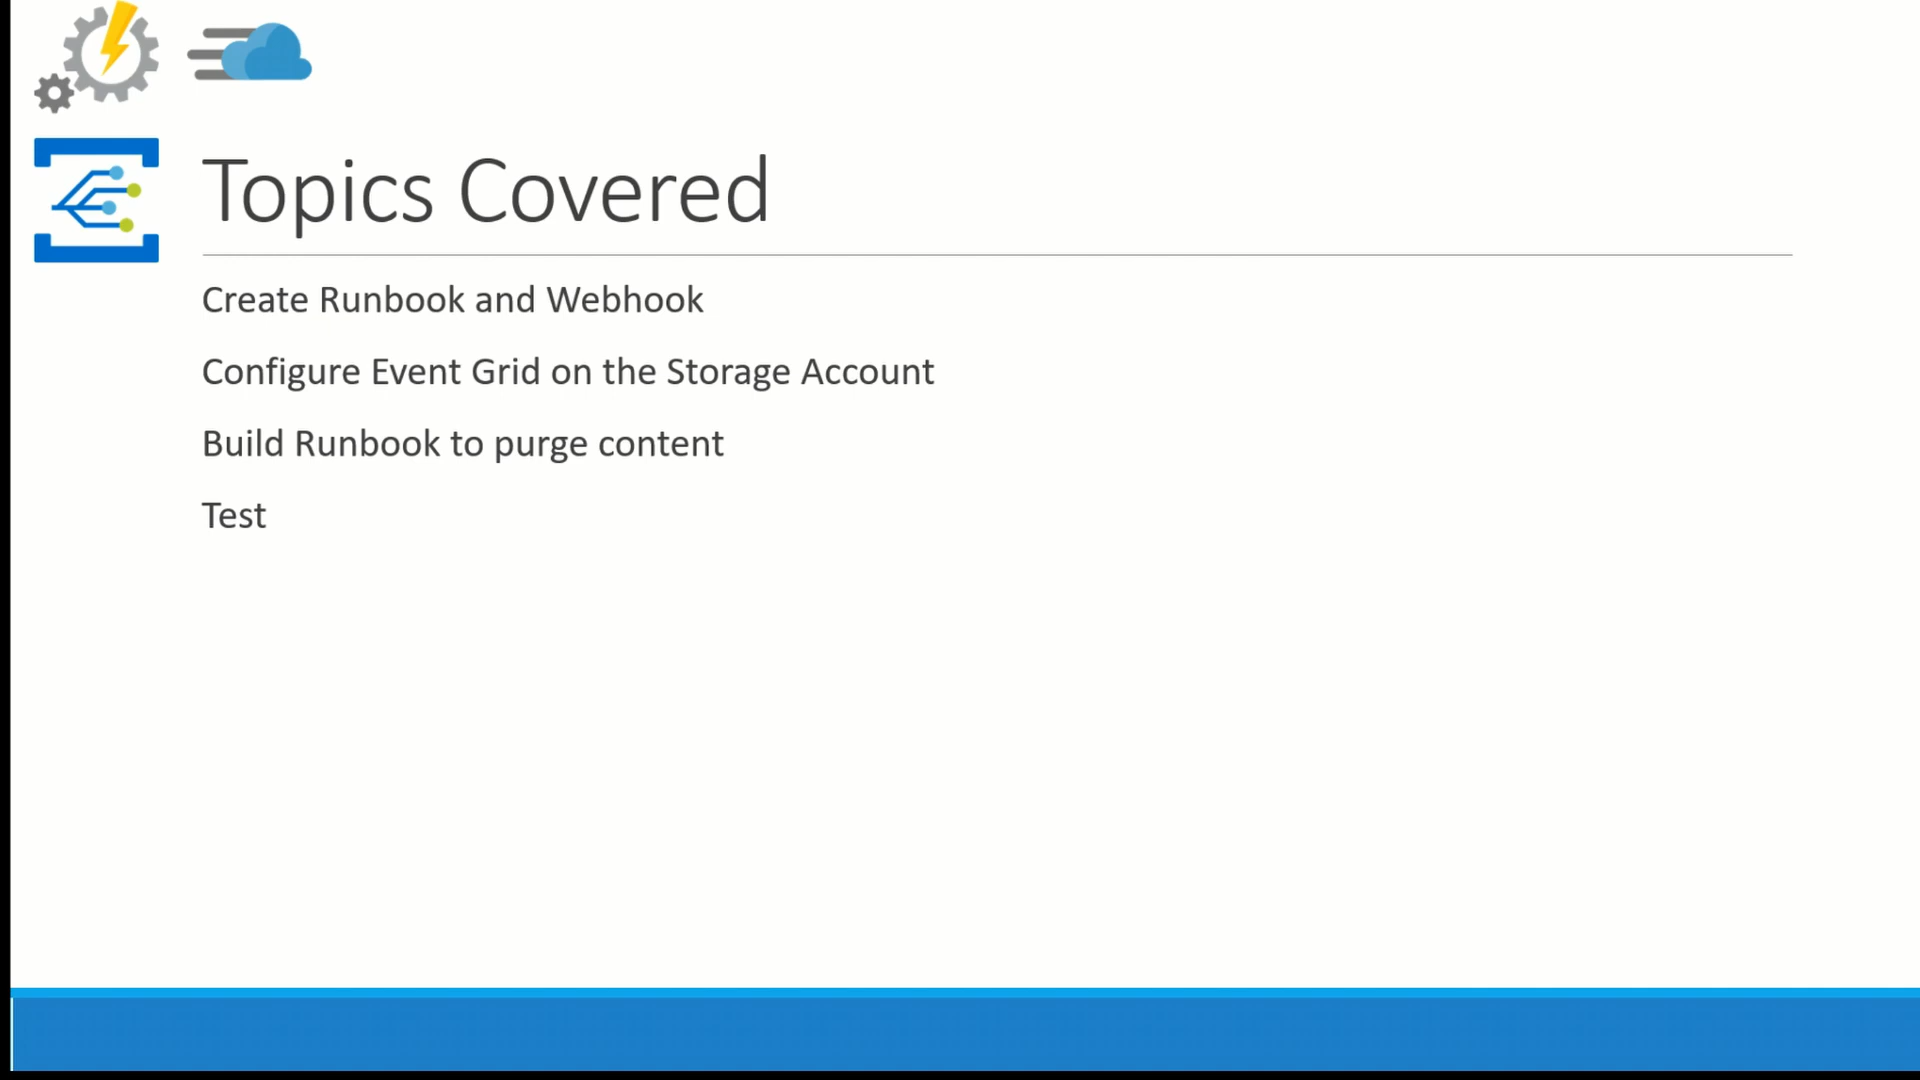 Topics Covered
Create Runbook and Webhook
Configure Event Grid on the Storage Account
Build Runbook to purge content
Test